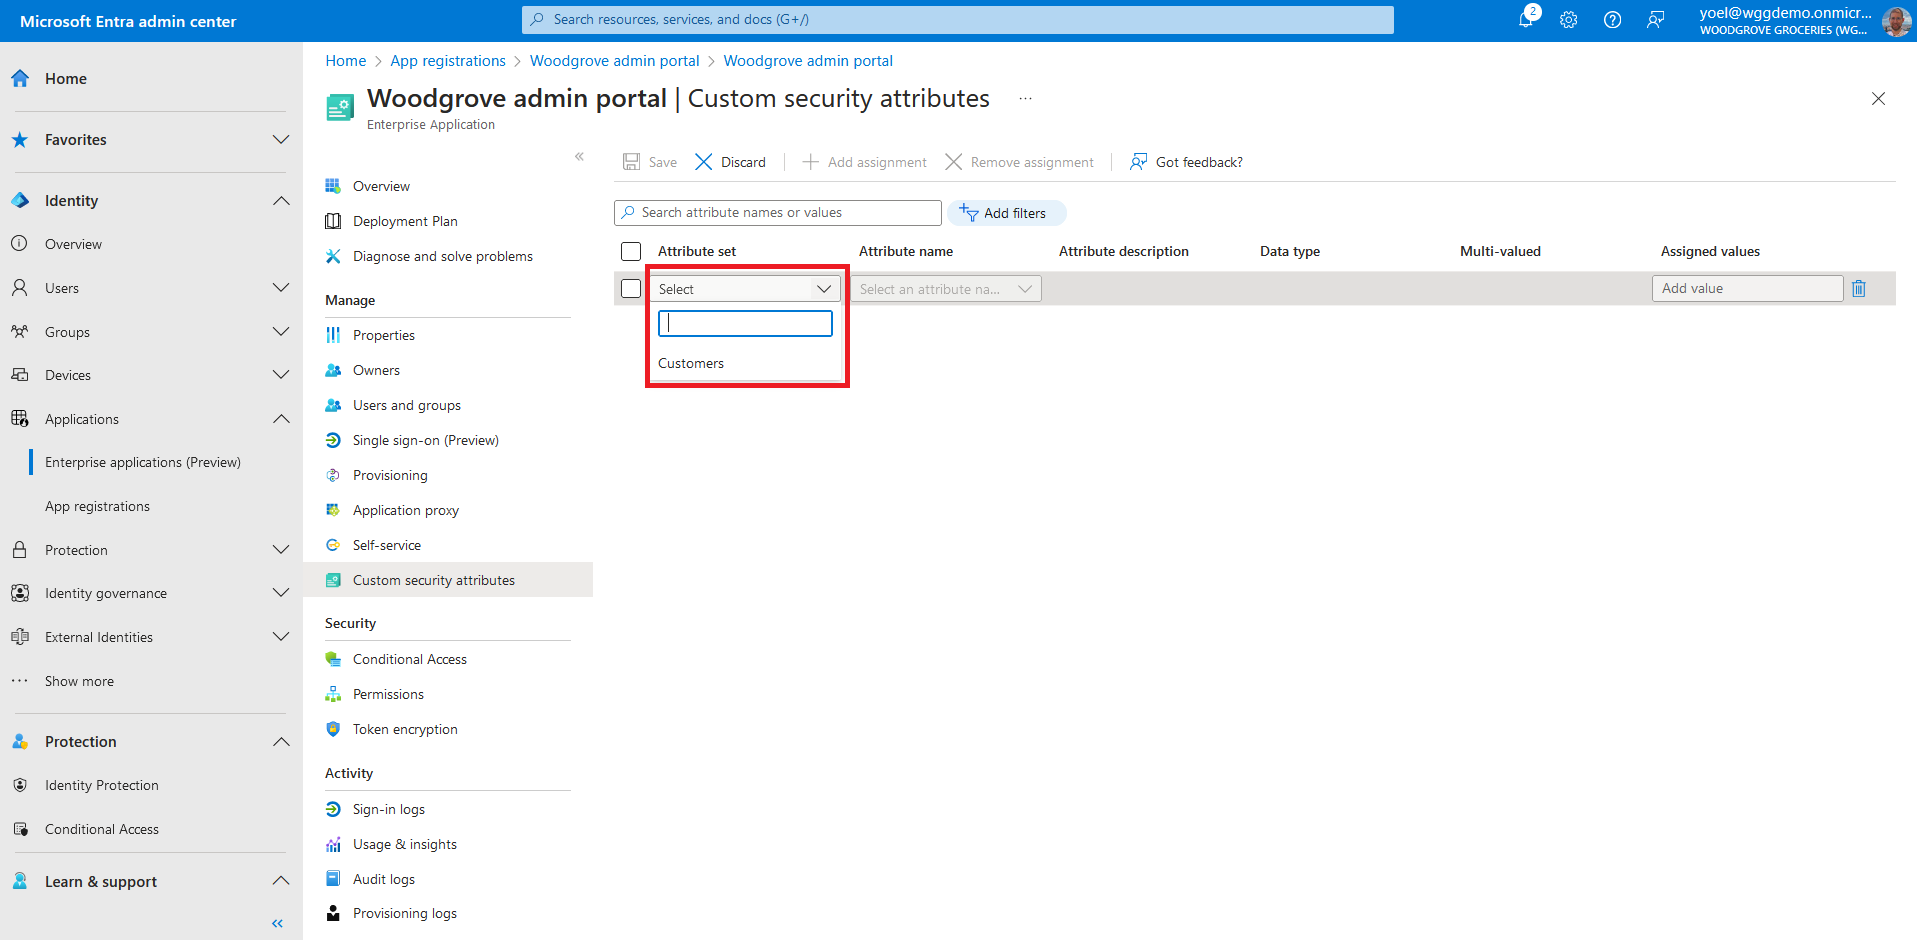 Microsoft Entra admin center
Search resources, services, and docs (G+/)
2
yoel@wggdemo.onmicr...
WOODGROVE GROCERIES (WG...
Home
Favorites
Identity
Overview
Users
Groups
Devices
Applications
Enterprise applications (Preview)
App registrations
Protection
Identity governance
External Identities
Show more
Protection
Identity Protection
Conditional Access
Learn & support
Home > App registrations > Woodgrove admin portal > Woodgrove admin portal
Woodgrove admin portal | Custom security attributes
Enterprise Application
Overview
Deployment Plan
Diagnose and solve problems
Manage
Properties
Owners
Users and groups
Single sign-on (Preview)
Provisioning
Application proxy
Self-service
Custom security attributes
Security
Conditional Access
Permissions
Token encryption
Activity
Sign-in logs
Usage & insights
Audit logs
Provisioning logs
Save Discard Add assignment Remove assignment Got feedback?
Search attribute names or values Add filters
Attribute set Attribute name Attribute description Data type Multi-valued Assigned values
Select Select an attribute na... Add value
Customers